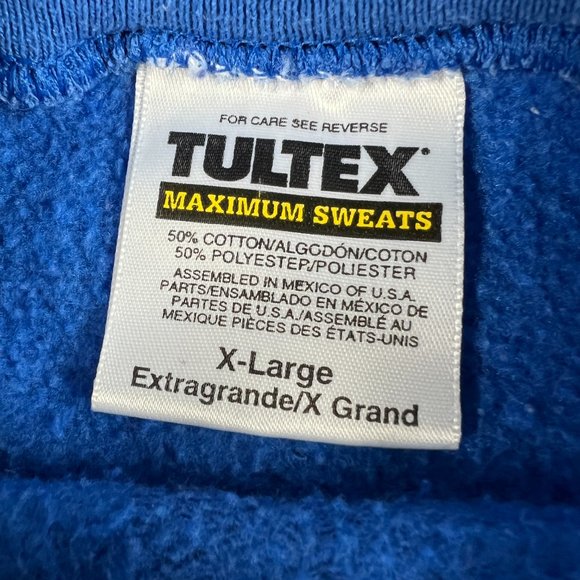 FOR CARE SEE REVERSE
TULTEX®
MAXIMUM SWEATS
50% COTTON/ALGODÓN/COTON
50% POLYESTEP/POLIESTER
ASSEMBLED IN MEXICO OF U.S.A.
PARTS/ENSAMBLADO EN MÉXICO DE
PARTES DE U.S.A./ASSEMBLÉ AU
MEXIQUE PIÈCES DES ÉTATS-UNIS
X-Large
Extragrande/X Grand